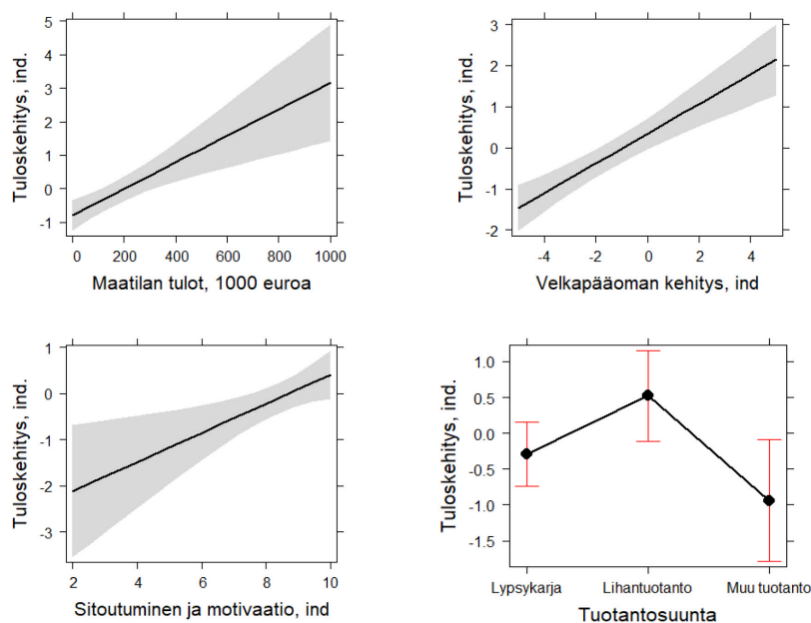 Tuloskehitys, ind.
5
4
3
2
1
0
-1
0 200 400 600 800 1000
Maatilan tulot, 1000 euroa
Tuloskehitys, ind.
3
2
1
0
-1
-2
-4 -2 0 2 4
Velkapääoman kehitys, ind
Tuloskehitys, ind.
1
0
-1
-2
-3
2 4 6 8 10
Sitoutuminen ja motivaatio, ind
Tuloskehitys, ind.
1.0
0.5
0.0
-0.5
-1.0
-1.5
Lypsykarja Lihantuotanto Muu tuotanto
Tuotantosuunta